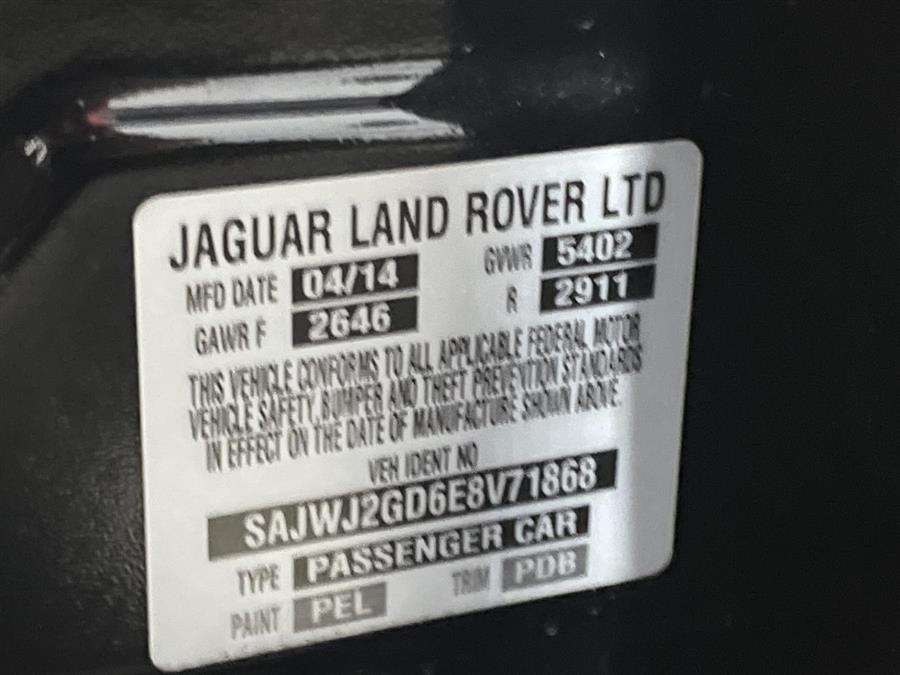 JAGUAR LAND ROVER LTD
MFD DATE 04/14 GVWR 5402
GAWR F 2646 R 2911
THIS VEHICLE CONFORMS TO ALL APPLICABLE FEDERAL MOTOR
VEHICLE SAFETY, BUMPER AND THEFT PREVENTION STANDARDS
IN EFFECT ON THE DATE OF MANUFACTURE SHOWN ABOVE.
VEH IDENT NO
SAJWJ2GD6E8V71868
TYPE PASSENGER CAR
PAINT PEL TRIM PDB